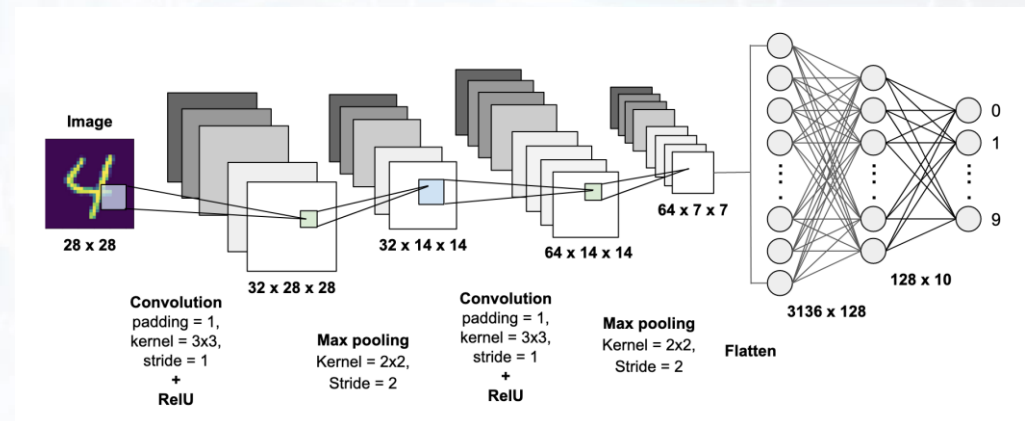 Image
28 x 28
32 x 28 x 28
32 x 14 x 14
64 x 14 x 14
64 x 7 x 7
0
1
9
3136 x 128
128 x 10
Convolution
padding = 1,
kernel = 3x3,
stride = 1
+
RelU
Max pooling
Kernel = 2x2,
Stride = 2
Convolution
padding = 1,
kernel = 3x3,
stride = 1
+
RelU
Max pooling
Kernel = 2x2,
Stride = 2
Flatten